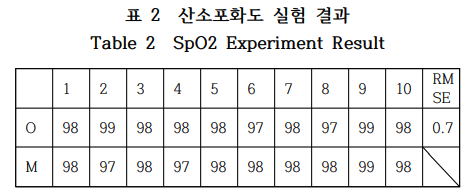 표 2 산소포화도 실험 결과
Table 2 SpO2 Experiment Result
1 2 3 4 5 6 7 8 9 10 RM
SE
O 98 99 98 98 98 97 98 97 99 98 0.7
M 98 97 98 97 98 98 98 98 99 98